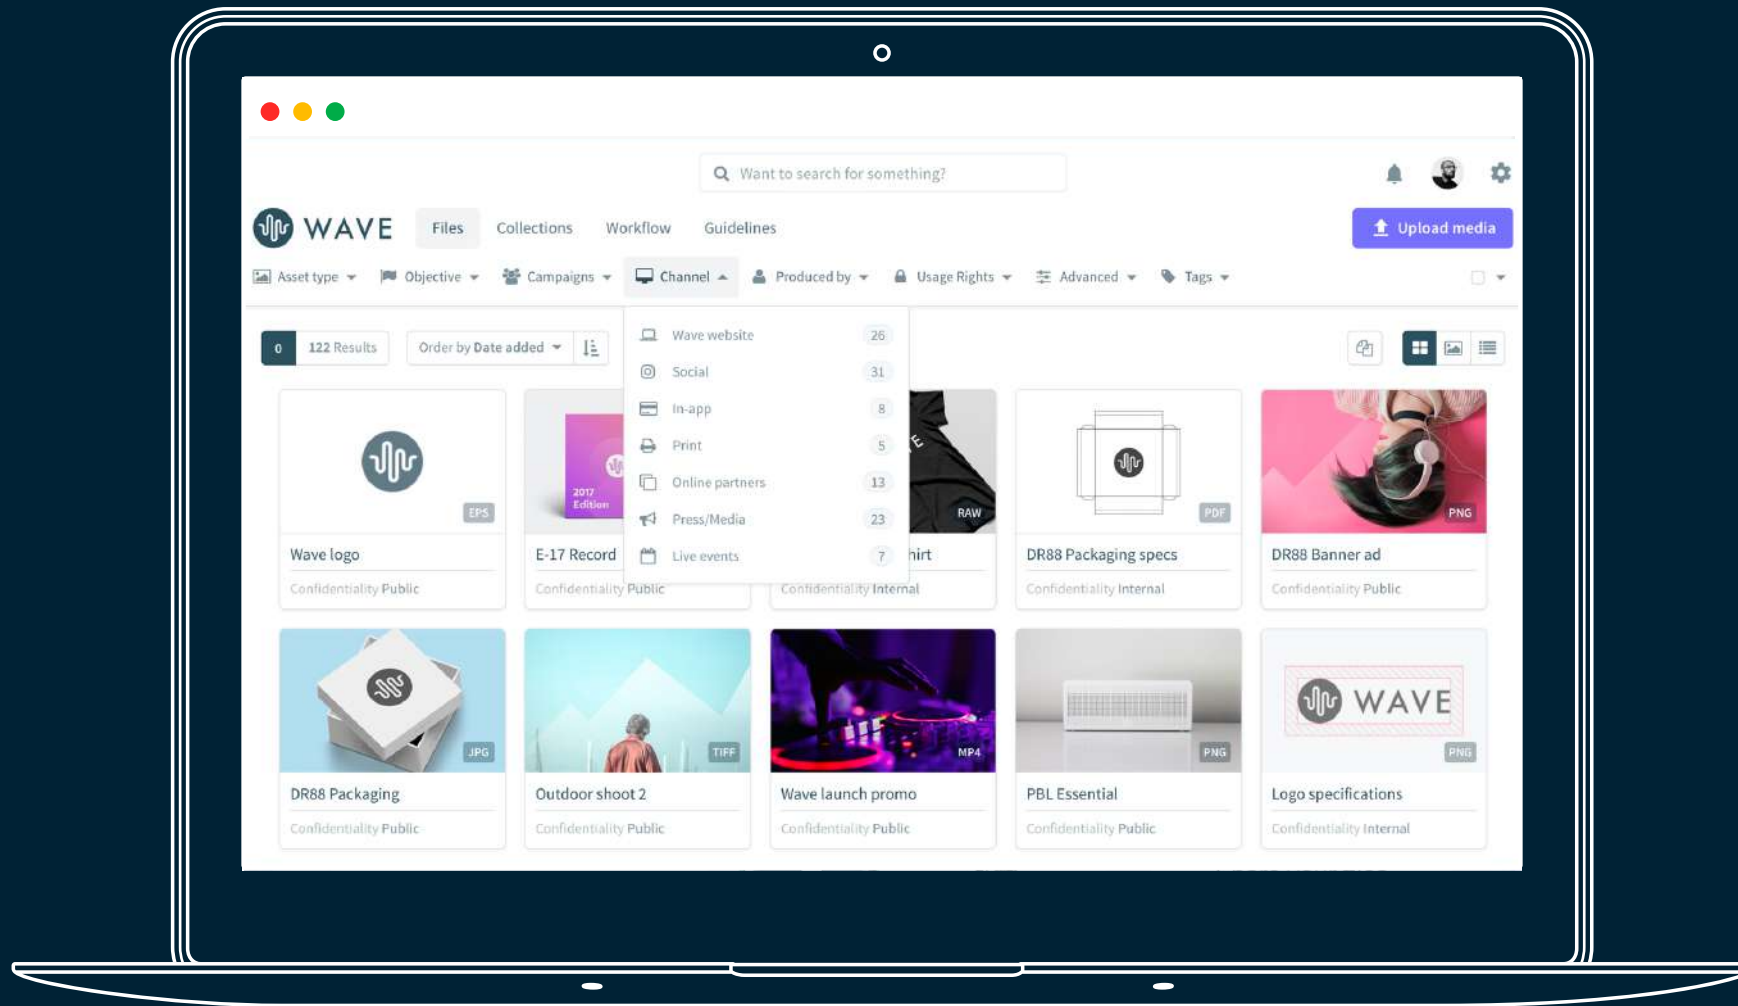 Want to search for something?
WAVE Files Collections Workflow Guidelines Upload media
Asset type Objective Campaigns Channel Produced by Usage Rights Advanced Tags
0 122 Results Order by Date added
Wave website 26
Social 31
In-app 8
Print 5
Online partners 13
Press/Media 23
Live events 7
EPS
2017
Edition
RAW
PDF
PNG
Wave logo
E-17 Record
hirt
DR88 Packaging specs
DR88 Banner ad
Confidentiality Public
Confidentiality Public
Confidentiality Internal
Confidentiality Internal
Confidentiality Public
JPG
TIFF
MP4
PNG
WAVE
PNG
DR88 Packaging
Outdoor shoot 2
Wave launch promo
PBL Essential
Logo specifications
Confidentiality Public
Confidentiality Public
Confidentiality Public
Confidentiality Public
Confidentiality Internal